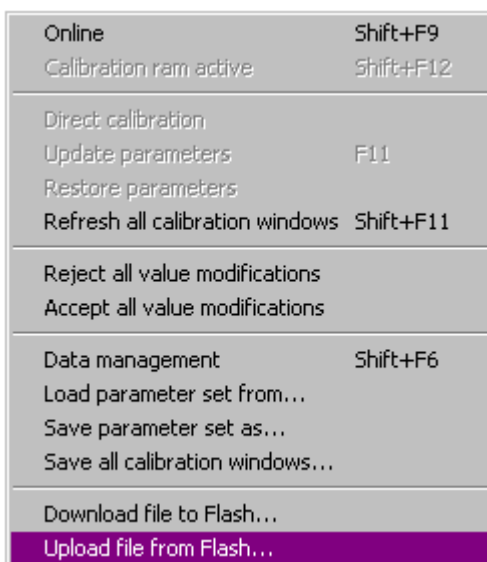 Online Shift+F9
Calibration ram active Shift+F12
Direct calibration
Update parameters F11
Restore parameters
Refresh all calibration windows Shift+F11
Reject all value modifications
Accept all value modifications
Data management Shift+F6
Load parameter set from...
Save parameter set as...
Save all calibration windows...
Download file to Flash...
Upload file from Flash...